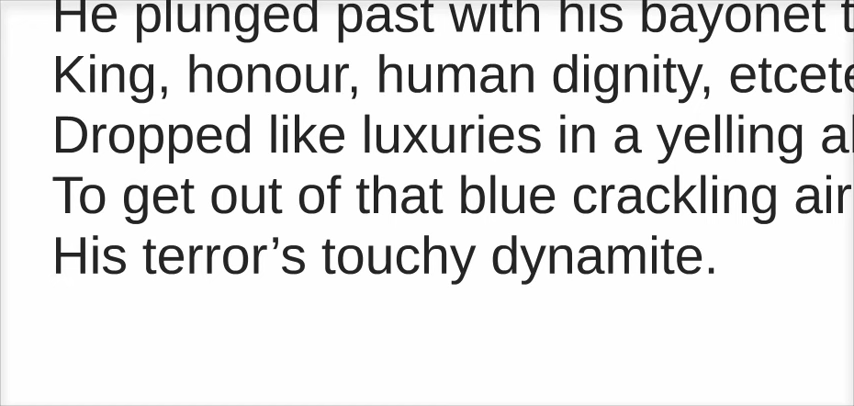 He plunged past with his bayonet
King, honour, human dignity,
Dropped like luxuries in a yelling
To get out of that blue crackling air
His terror’s touchy dynamite.